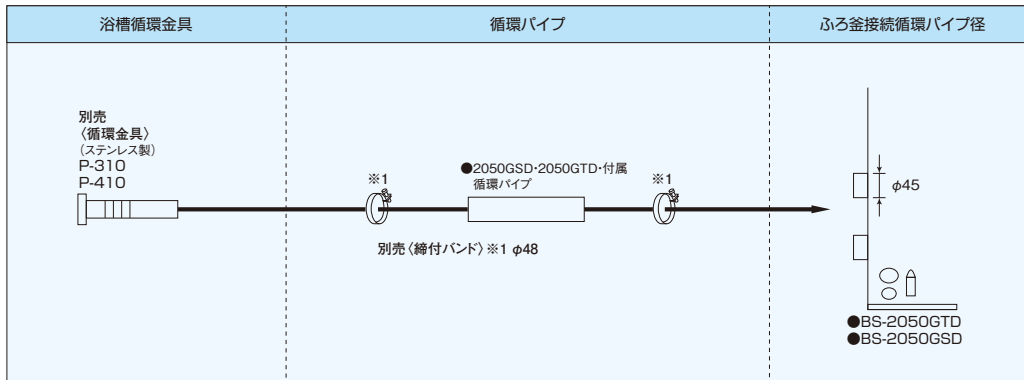 浴槽循環金具
循環パイプ
ふろ釜接続循環パイプ径
別売
〈循環金具〉
（ステンレス製）
P-310
P-410
※1
●2050GSD・2050GTD・付属
循環パイプ
※1
別売〈締付バンド〉※1 φ48
φ45
●BS-2050GTD
●BS-2050GSD